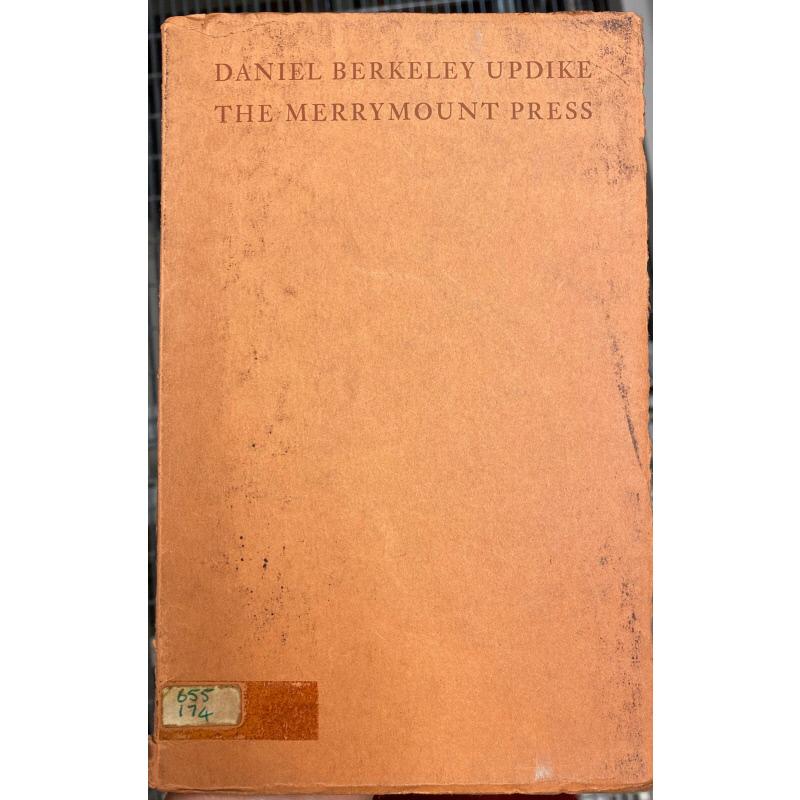 DANIEL BERKELEY UPDIKE
THE MERRYMOUNT PRESS
655
174